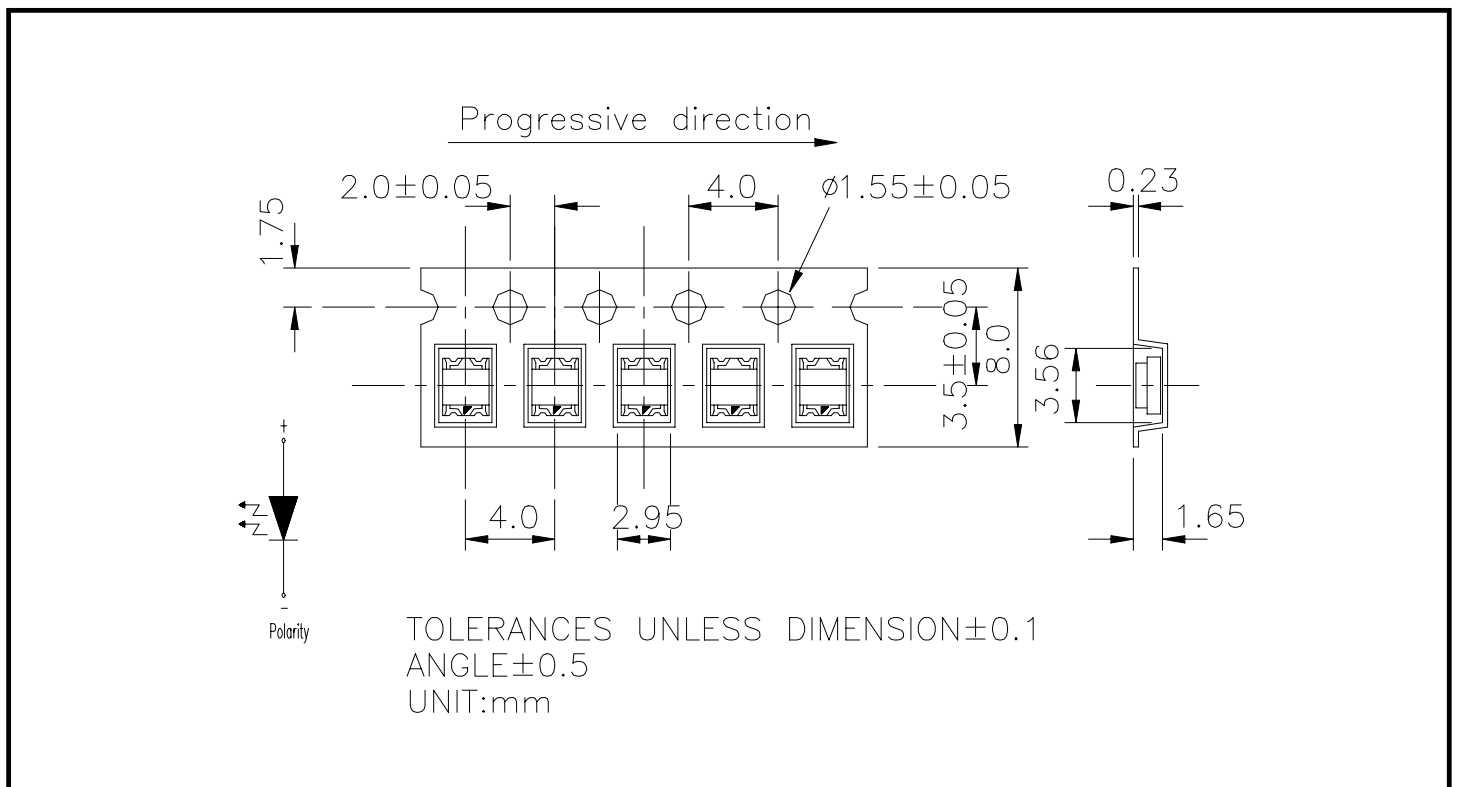 Progressive direction
2.0±0.05
4.0
ø1.55±0.05
0.23
1.75
3.5±0.05
8.0
3.56
+
4.0
2.95
1.65
-
Polarity
TOLERANCES UNLESS DIMENSION±0.1
ANGLE±0.5
UNIT:mm